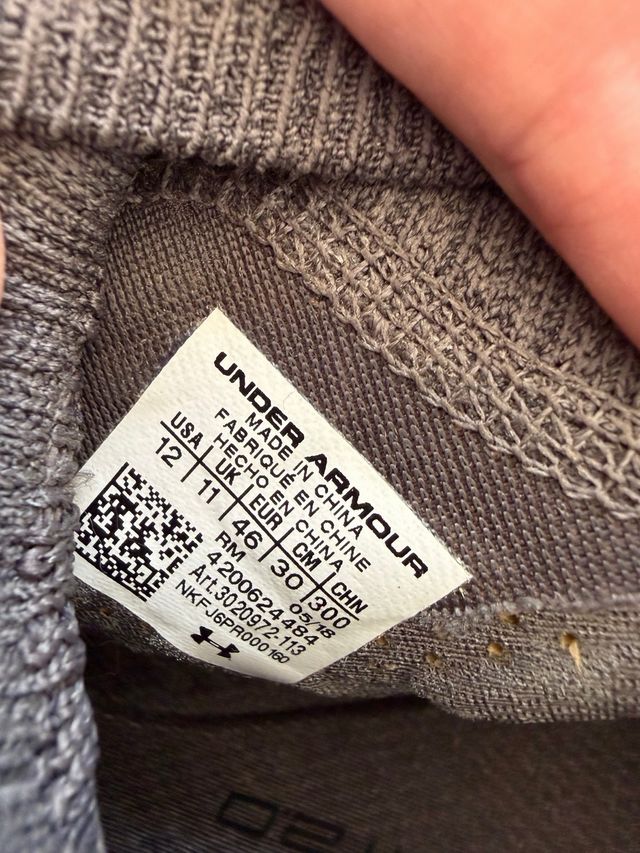 UNDER ARMOUR
MADE IN CHINA
FABRIQUÉ EN CHINE
HECHO EN CHINA
USA UK EUR CM CHN
12 11 46 30 300
RM 05/18
4200624484
Art.3020972-113
NKFJ6PR000160